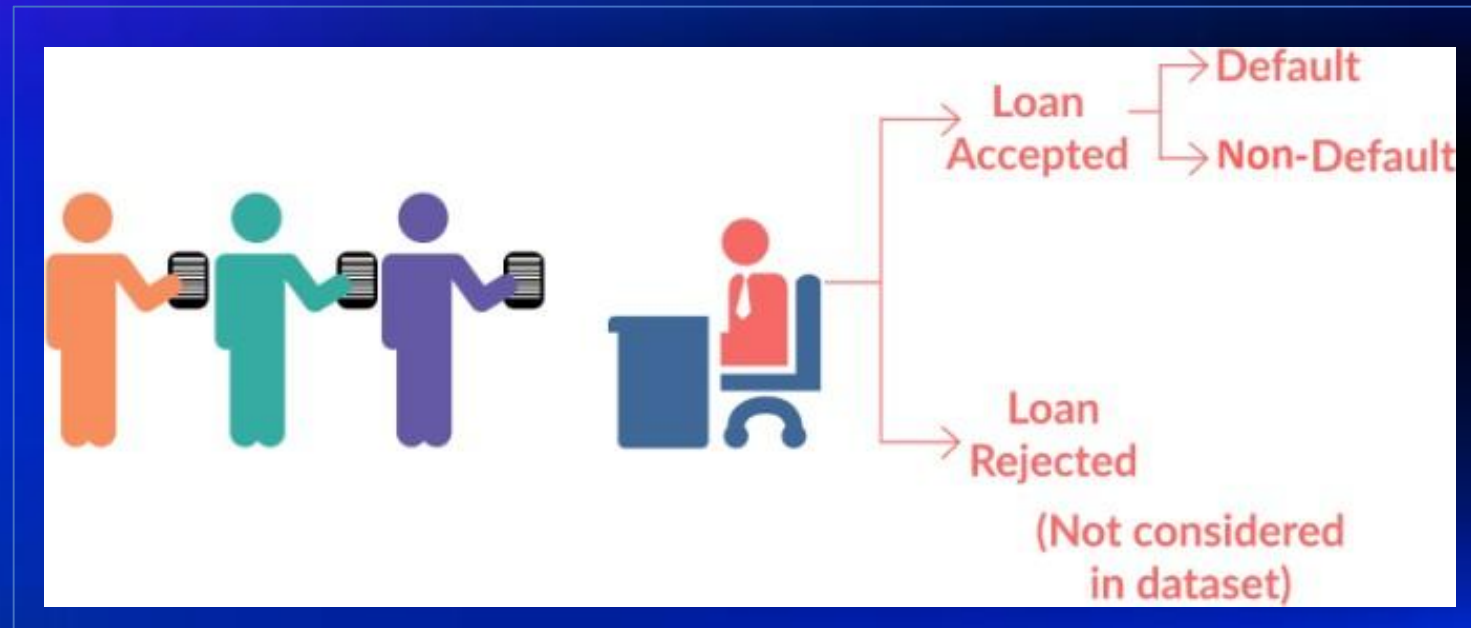 Default
Loan
Accepted
Non-Default
Loan
Rejected
(Not considered
in dataset)